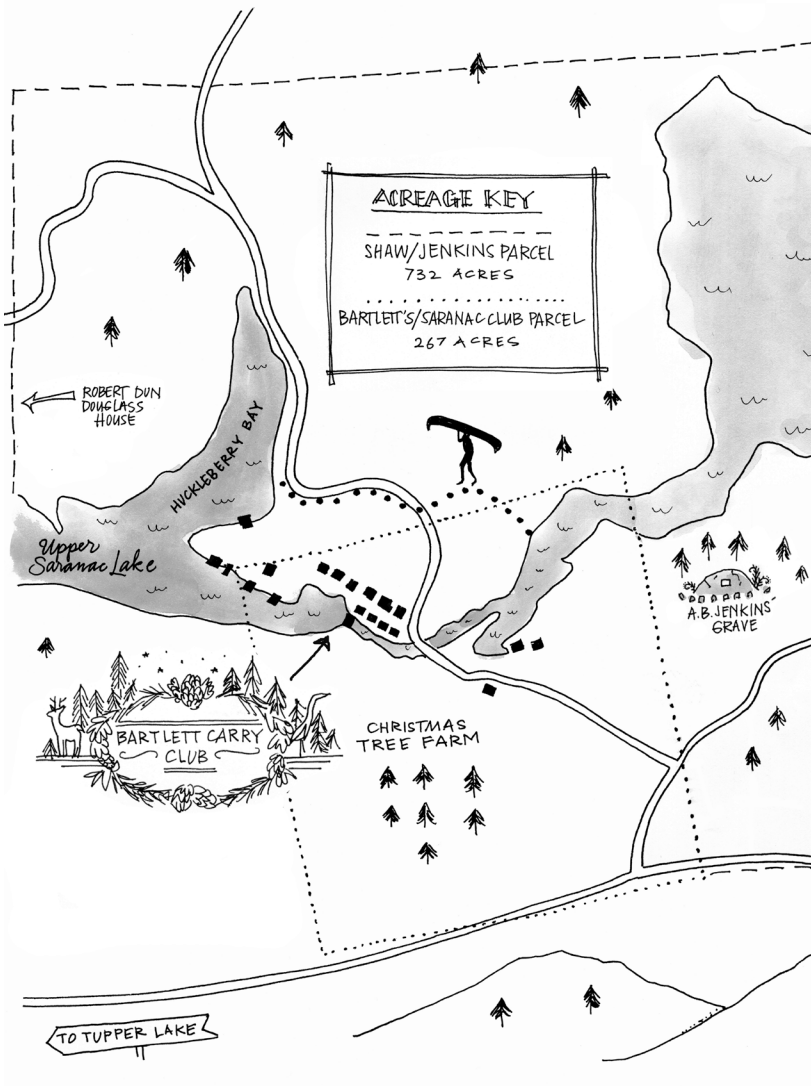 ACREAGE KEY
SHAW/JENKINS PARCEL
732 ACRES
BARTLETT'S/SARANAC CLUB PARCEL
267 ACRES
ROBERT DUN
DOUGLASS
HOUSE
HUCKLEBERRY BAY
Upper
Saranac Lake
A.B. JENKINS
GRAVE
BARTLETT CARRY
CLUB
CHRISTMAS
TREE FARM
TO TUPPER LAKE